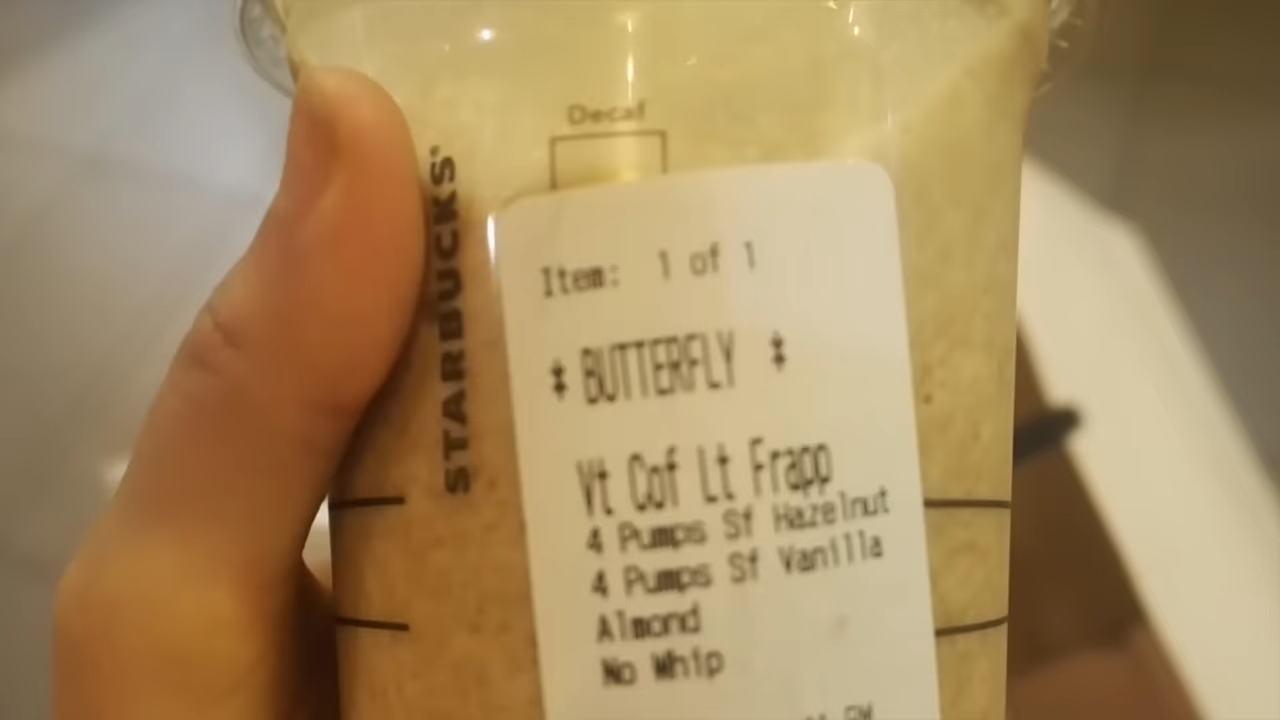 Decaf
STARBUCKS
Item: 1 of 1
* BUTTERFLY *
Vt Cof Lt Frapp
4 Pumps Sf Hazelnut
4 Pumps Sf Vanilla
Almond
No Whip